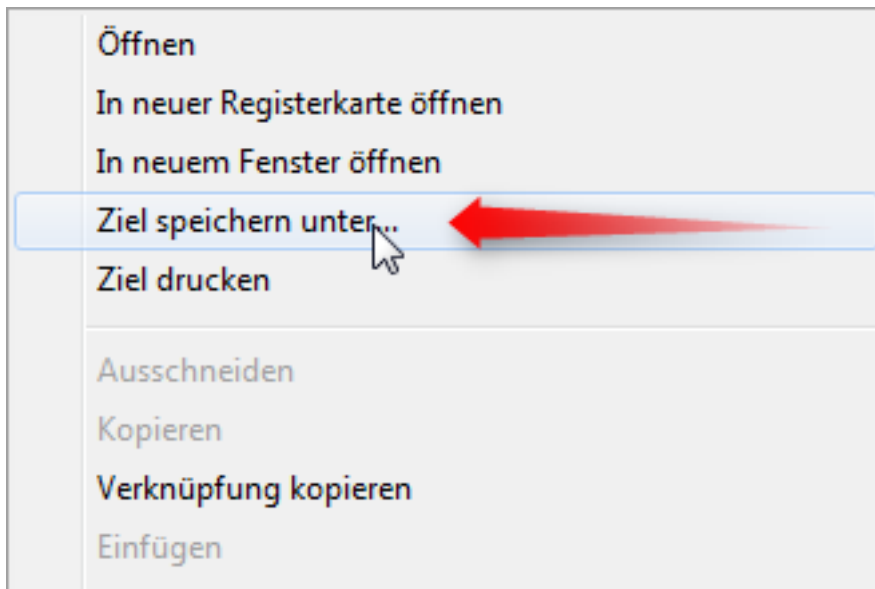 Öffnen
In neuer Registerkarte öffnen
In neuem Fenster öffnen
Ziel speichern unter...
Ziel drucken
Ausschneiden
Kopieren
Verknüpfung kopieren
Einfügen